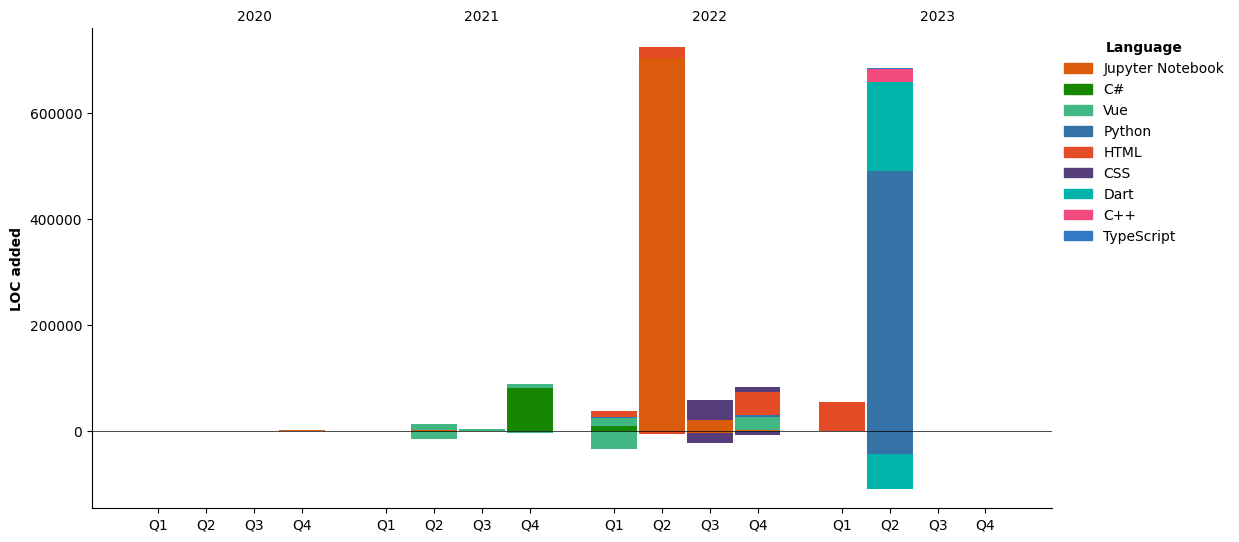 2020 2021 2022 2023
Language
Jupyter Notebook
C#
Vue
Python
HTML
CSS
Dart
C++
TypeScript
LOC added
600000
400000
200000
0
Q1 Q2 Q3 Q4 Q1 Q2 Q3 Q4 Q1 Q2 Q3 Q4 Q1 Q2 Q3 Q4